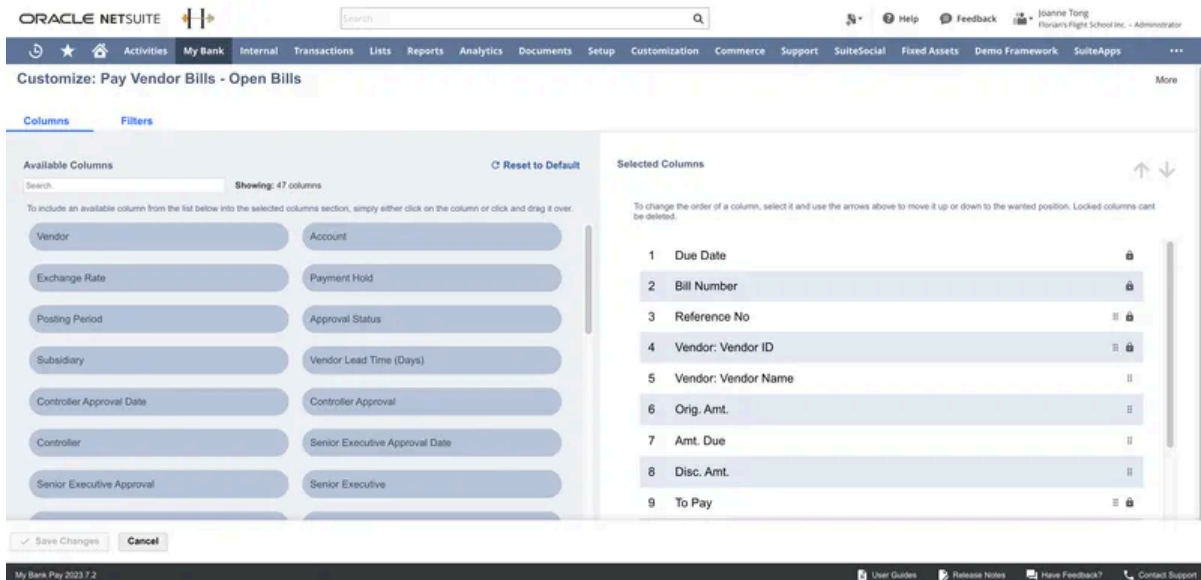 ORACLE NETSUITE
Search
Help
Feedback
Joanne Tong
Florian's Flight School Inc. - Administrator
Activities My Bank Internal Transactions Lists Reports Analytics Documents Setup Customization Commerce Support SuiteSocial Fixed Assets Demo Framework SuiteApps
Customize: Pay Vendor Bills - Open Bills
More
Columns Filters
Available Columns
Reset to Default
Search
Showing: 47 columns
To include an available column from the list below into the selected columns section, simply either click on the column or click and drag it over.
Vendor Account
Exchange Rate Payment Hold
Posting Period Approval Status
Subsidiary Vendor Lead Time (Days)
Controller Approval Date Controller Approval
Controller Senior Executive Approval Date
Senior Executive Approval Senior Executive
Selected Columns
To change the order of a column, select it and use the arrows above to move it up or down to the wanted position. Locked columns cant
be deleted.
1 Due Date
2 Bill Number
3 Reference No
4 Vendor: Vendor ID
5 Vendor: Vendor Name
6 Orig. Amt.
7 Amt. Due
8 Disc. Amt.
9 To Pay
Save Changes Cancel
My Bank Pay 2023.7.2
User Guides Release Notes Have Feedback? Contact Support